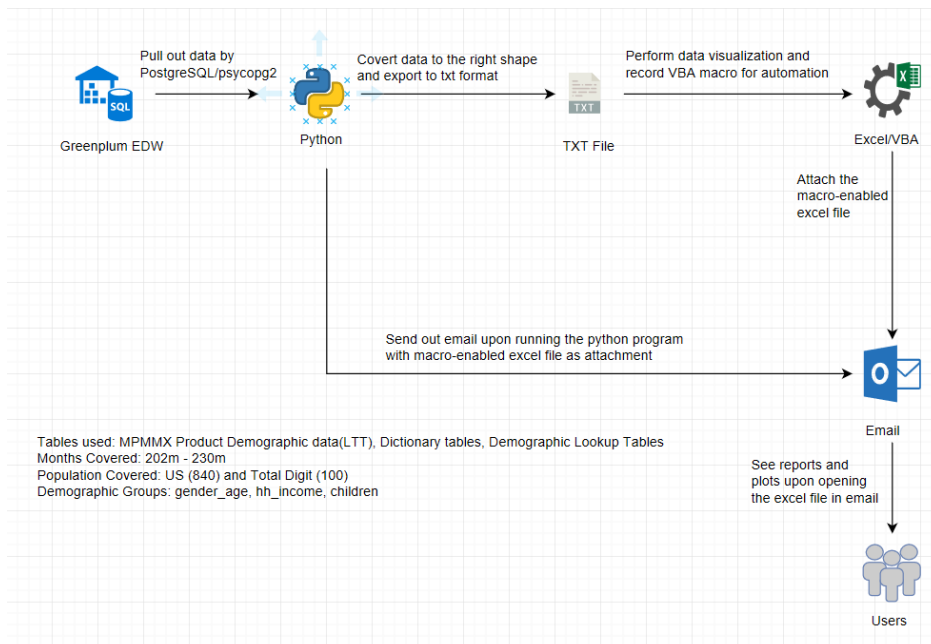 Pull out data by
PostgreSQL/psycopg2
Covert data to the right shape
and export to txt format
Perform data visualization and
record VBA macro for automation
SQL
TXT
X
Greenplum EDW
Python
TXT File
Excel/VBA
Attach the
macro-enabled
excel file
Send out email upon running the python program
with macro-enabled excel file as attachment
O
Email
Tables used: MPMMX Product Demographic data(LTT), Dictionary tables, Demographic Lookup Tables
Months Covered: 202m - 230m
Population Covered: US (840) and Total Digit (100)
Demographic Groups: gender_age, hh_income, children
See reports and
plots upon opening
the excel file in email
Users